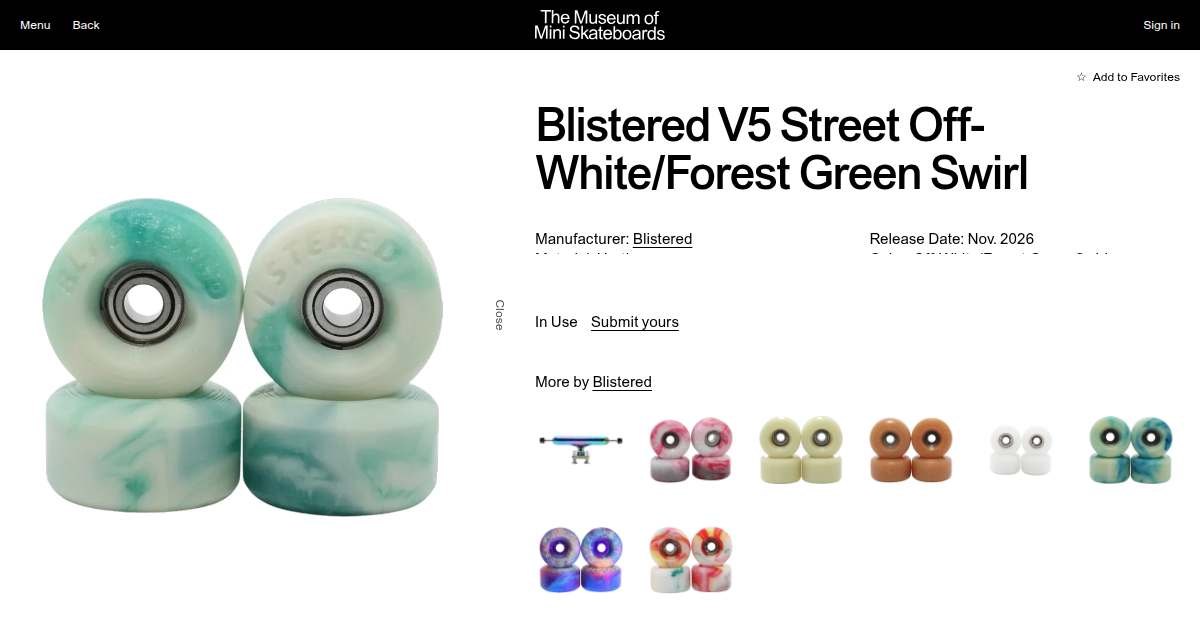 Menu
Back
The Museum of
Mini Skateboards
Sign in
☆ Add to Favorites
Blistered V5 Street Off-
White/Forest Green Swirl
Manufacturer: Blistered
Release Date: Nov. 2026
In Use Submit yours
Close
More by Blistered
ISTERED